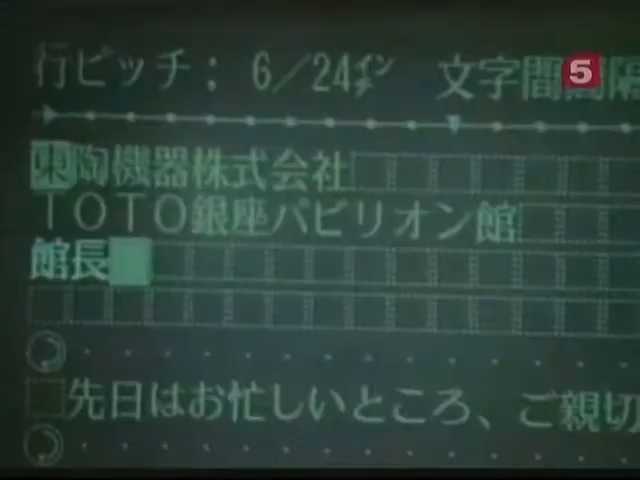 行ピッチ： 6／24インチ 文字間隔
5
東陶機器株式会社
TOTO銀座パビリオン館
館長
先日はお忙しいところ、ご親切